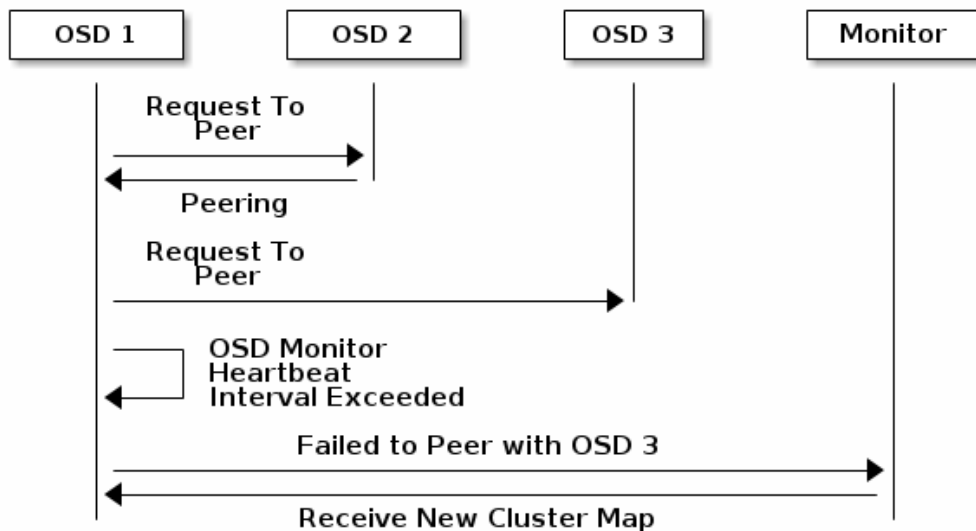 OSD 1
OSD 2
OSD 3
Monitor
Request To
Peer
Peering
Request To
Peer
OSD Monitor
Heartbeat
Interval Exceeded
Failed to Peer with OSD 3
Receive New Cluster Map